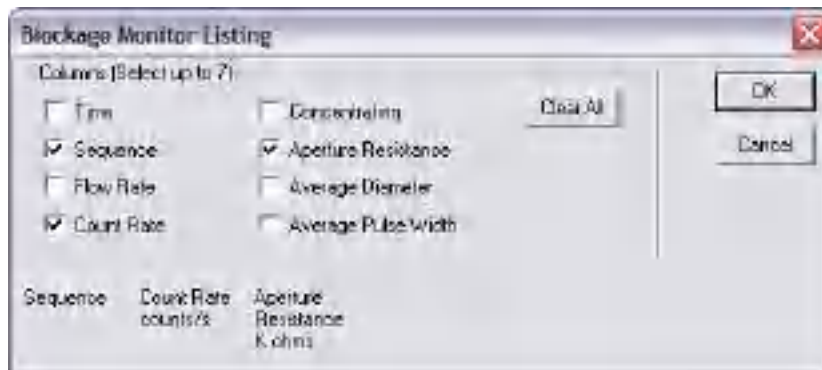 Blockage Monitor Listing
Columns (Select up to 7)
Time
Concentration
Clear All
OK
Sequence
Aperture Resistance
Cancel
Flow Rate
Average Diameter
Count Rate
Average Pulse Width
Sequence
Count Rate
counts/s
Aperture
Resistance
K ohms